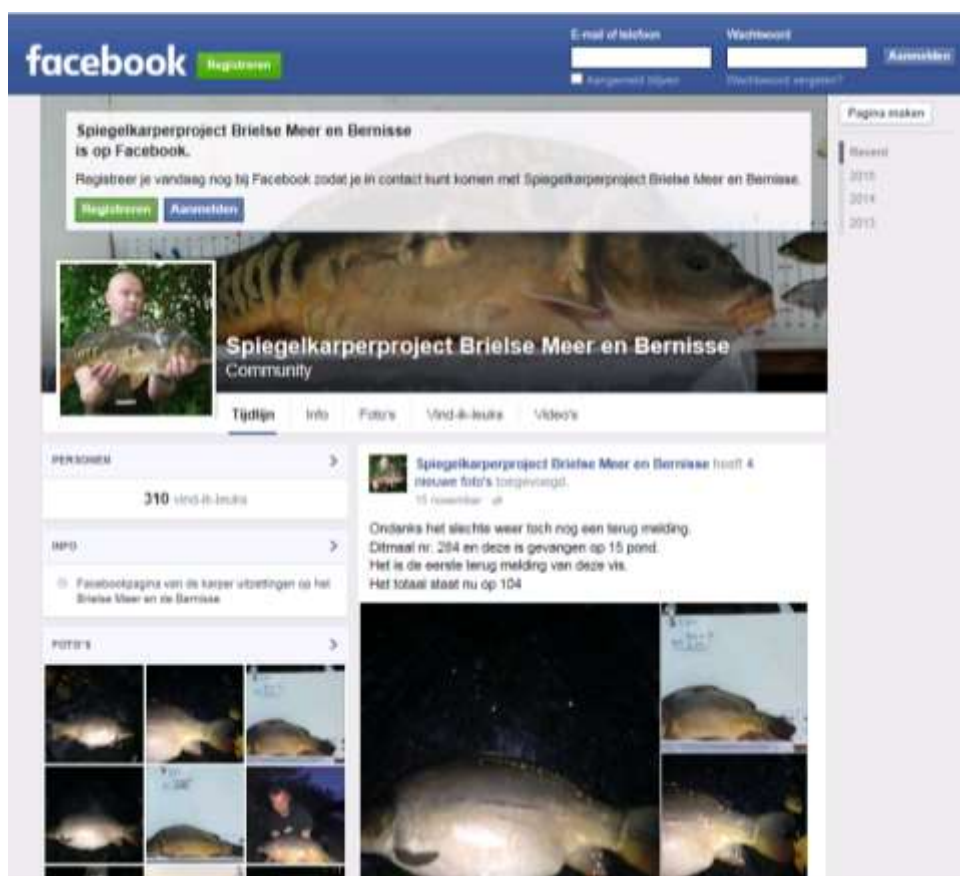 facebook
Registreren
E-mail of telefoon
Wachtwoord
Aanmelden
Aangemeld blijven
Wachtwoord vergeten?
Pagina maken
Recent
2015
2014
2013
Spiegelkarperproject Brielse Meer en Bernisse
is op Facebook.
Registreer je vandaag nog bij Facebook zodat je in contact kunt komen met Spiegelkarperproject Brielse Meer en Bernisse.
Registreren
Aanmelden
Spiegelkarperproject Brielse Meer en Bernisse
Community
Tijdlijn
Info
Foto's
Vind-ik-leuks
Video's
PERSONEN
310 vind-ik-leuks
INFO
Facebookpagina van de karper uitzettingen op het
Brielse Meer en de Bernisse
FOTO'S
Spiegelkarperproject Brielse Meer en Bernisse heeft 4
nieuwe foto's toegevoegd.
15 november
Ondanks het slechte weer toch nog een terug melding.
Ditmaal nr. 284 en deze is gevangen op 15 pond.
Het is de eerste terug melding van deze vis.
Het totaal staat nu op 104